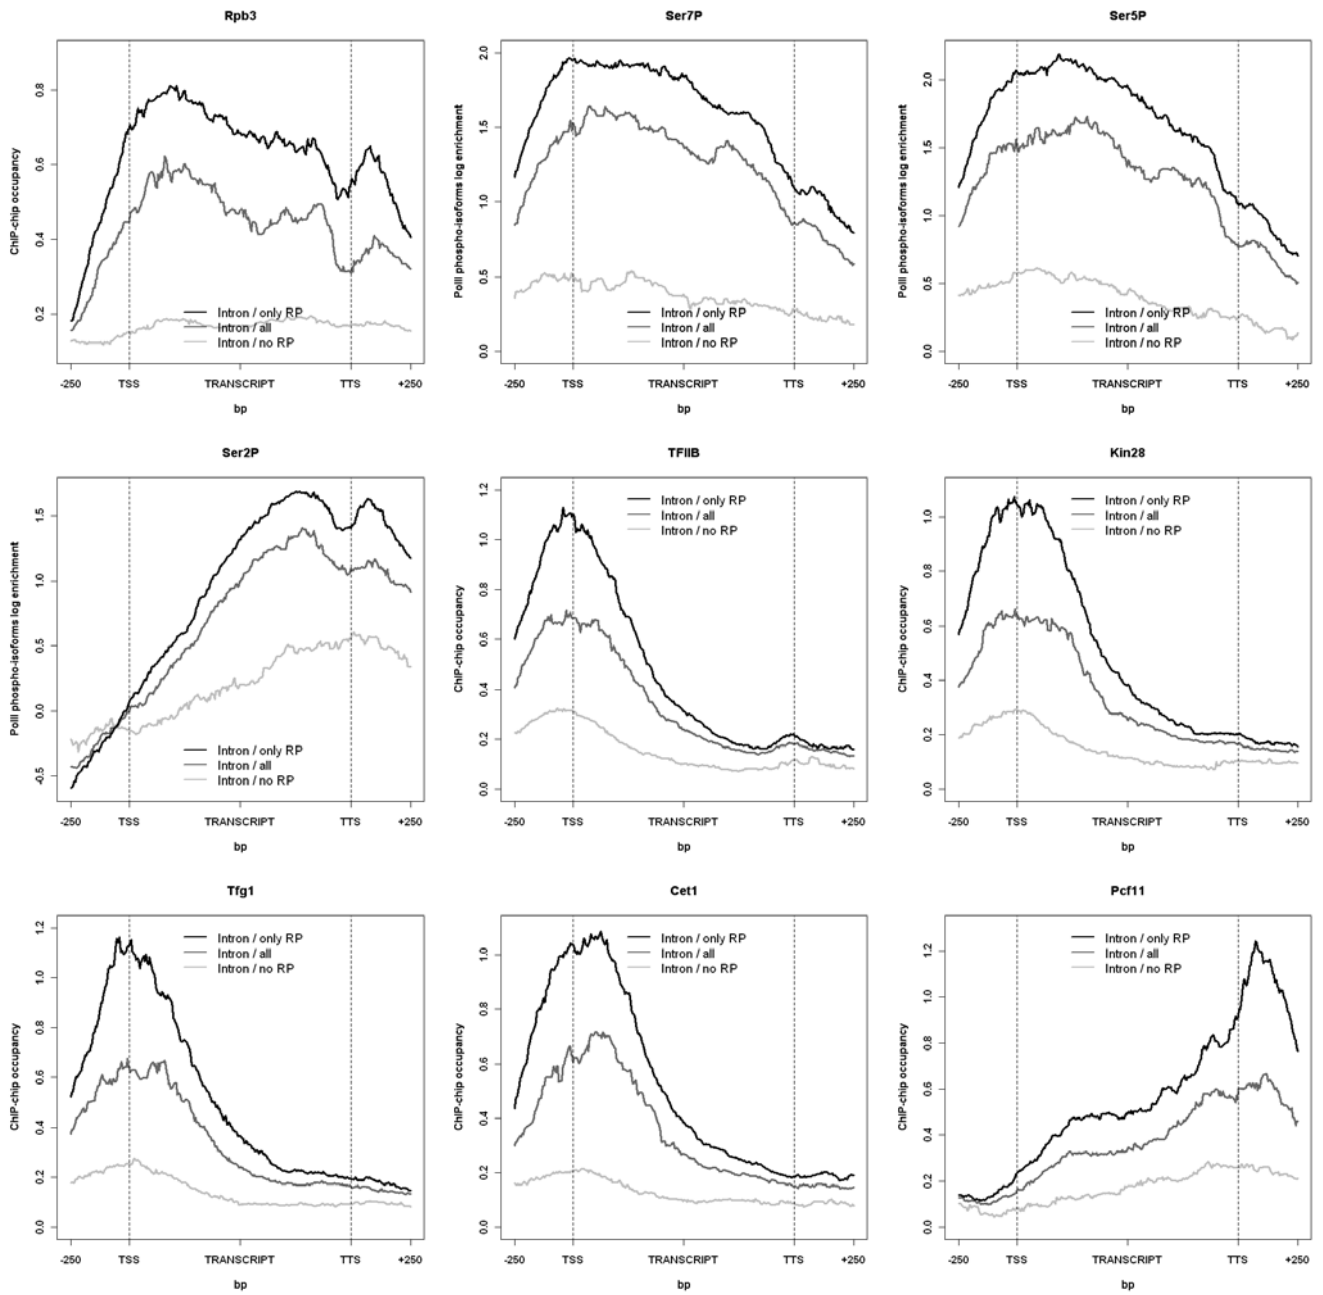 Rpb3
ChIP-chip occupancy
0.8
0.6
0.4
0.2
Intron / only RP
Intron / all
Intron / no RP
-250 TSS TRANSCRIPT TTS +250
bp
Ser7P
PolII phospho-isoforms log enrichment
2.0
1.5
1.0
0.5
0.0
Intron / only RP
Intron / all
Intron / no RP
-250 TSS TRANSCRIPT TTS +250
bp
Ser5P
PolII phospho-isoforms log enrichment
2.0
1.5
1.0
0.5
0.0
Intron / only RP
Intron / all
Intron / no RP
-250 TSS TRANSCRIPT TTS +250
bp
Ser2P
PolII phospho-isoforms log enrichment
1.5
1.0
0.5
0.0
-0.5
Intron / only RP
Intron / all
Intron / no RP
-250 TSS TRANSCRIPT TTS +250
bp
TFIIB
ChIP-chip occupancy
1.2
1.0
0.8
0.6
0.4
0.2
0.0
Intron / only RP
Intron / all
Intron / no RP
-250 TSS TRANSCRIPT TTS +250
bp
Kin28
ChIP-chip occupancy
1.0
0.8
0.6
0.4
0.2
0.0
Intron / only RP
Intron / all
Intron / no RP
-250 TSS TRANSCRIPT TTS +250
bp
Tfg1
ChIP-chip occupancy
1.2
1.0
0.8
0.6
0.4
0.2
0.0
Intron / only RP
Intron / all
Intron / no RP
-250 TSS TRANSCRIPT TTS +250
bp
Cet1
ChIP-chip occupancy
1.0
0.8
0.6
0.4
0.2
0.0
Intron / only RP
Intron / all
Intron / no RP
-250 TSS TRANSCRIPT TTS +250
bp
Pcf11
ChIP-chip occupancy
1.2
1.0
0.8
0.6
0.4
0.2
0.0
Intron / only RP
Intron / all
Intron / no RP
-250 TSS TRANSCRIPT TTS +250
bp